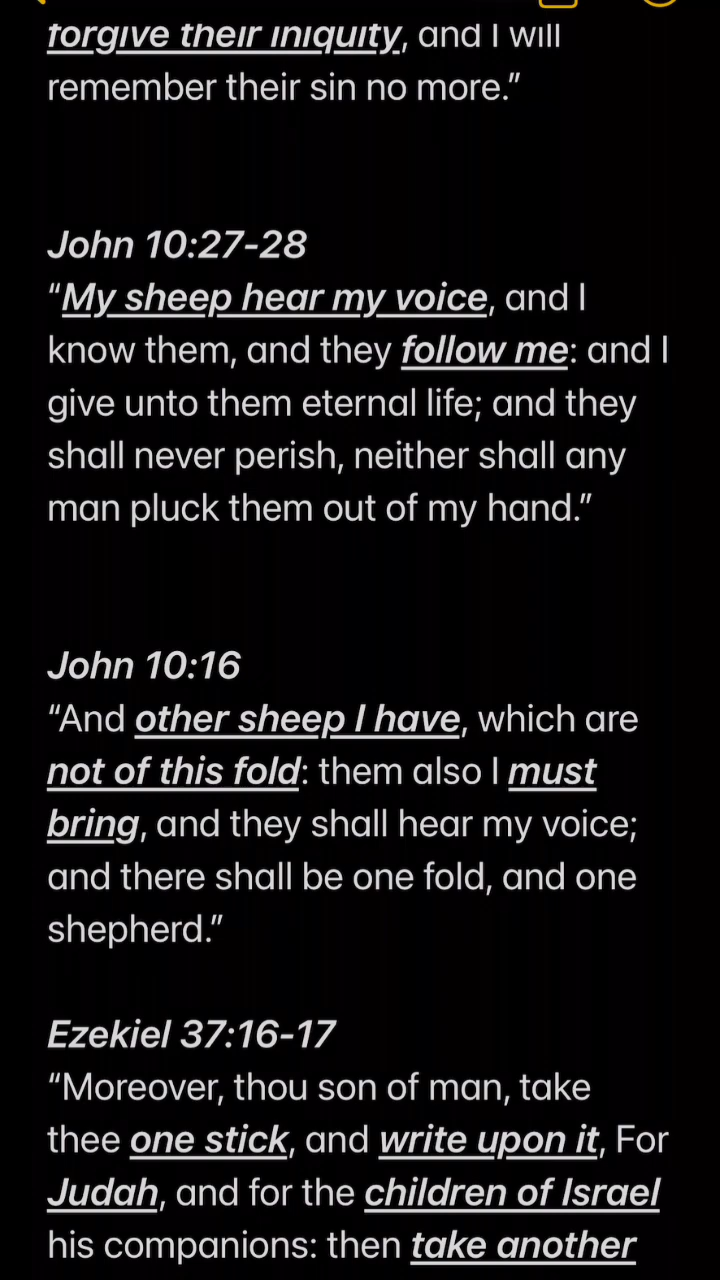 forgive their iniquity, and I will
remember their sin no more.”
John 10:27-28
“My sheep hear my voice, and I
know them, and they follow me: and I
give unto them eternal life; and they
shall never perish, neither shall any
man pluck them out of my hand.”
John 10:16
“And other sheep I have, which are
not of this fold: them also I must
bring, and they shall hear my voice;
and there shall be one fold, and one
shepherd.”
Ezekiel 37:16-17
“Moreover, thou son of man, take
thee one stick, and write upon it, For
Judah, and for the children of Israel
his companions: then take another